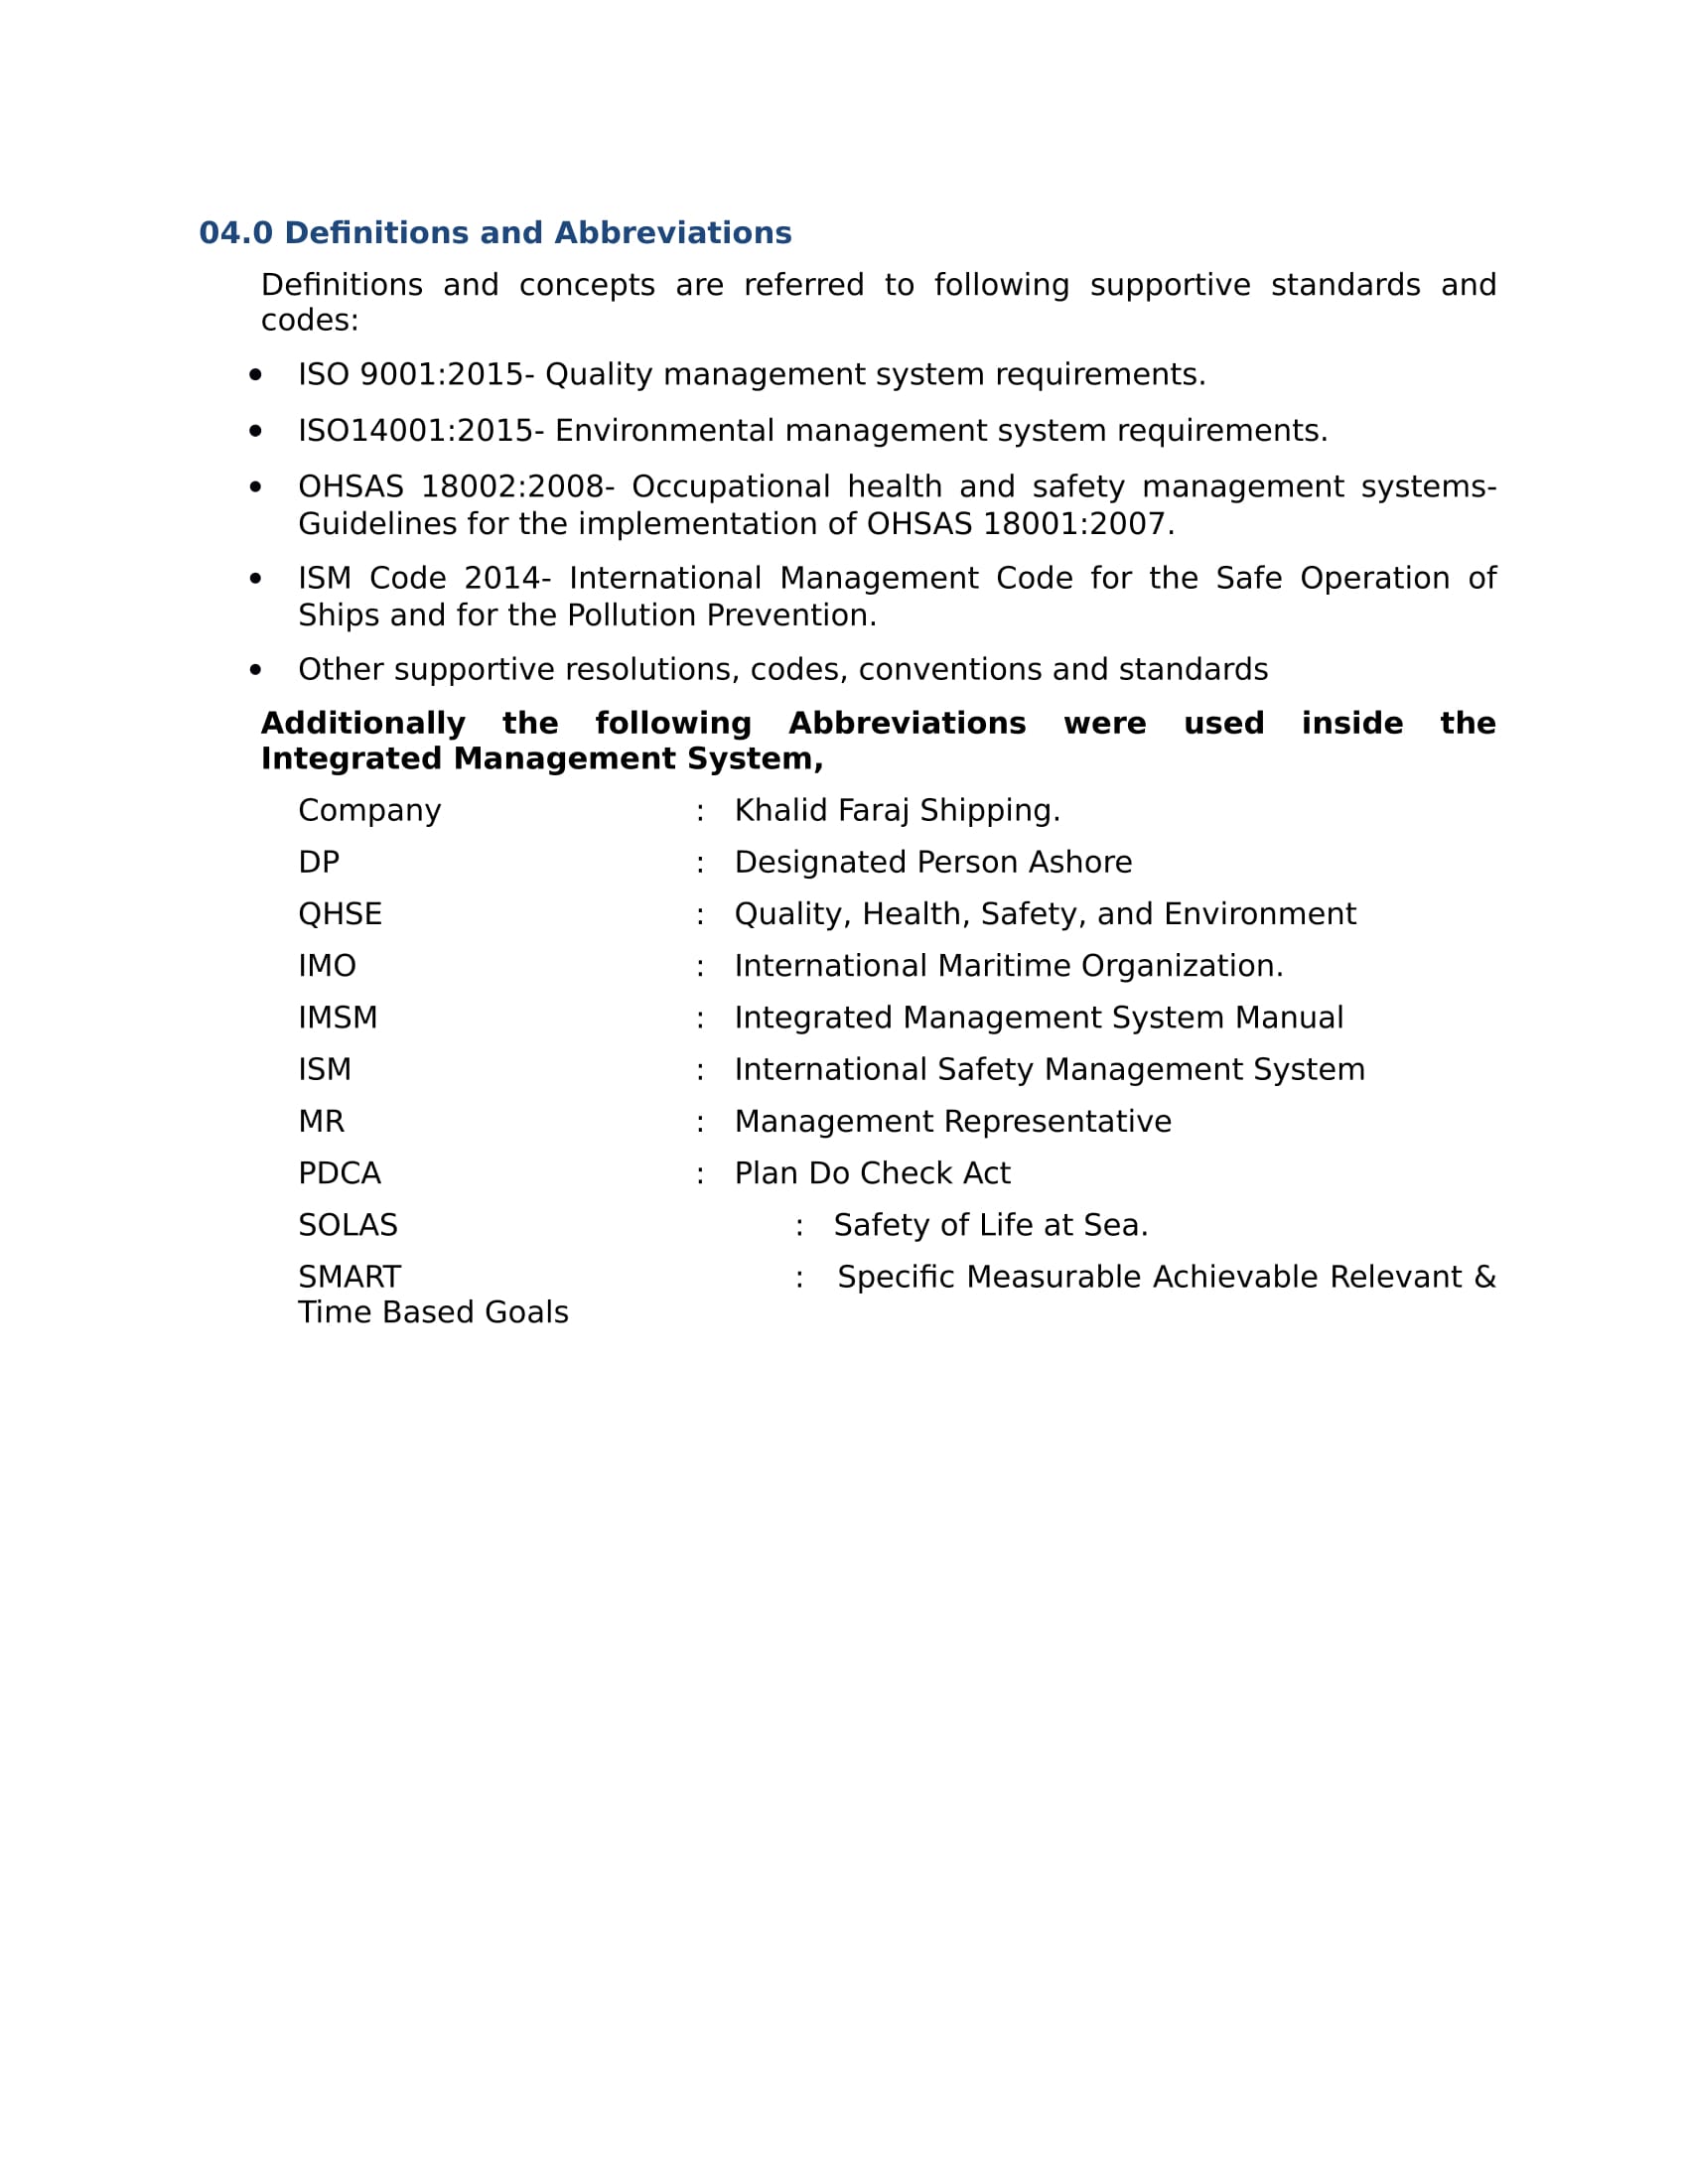 04.0 Definitions and Abbreviations
Definitions and concepts are referred to following supportive standards and
codes:
• ISO 9001:2015- Quality management system requirements.
• ISO14001:2015- Environmental management system requirements.
• OHSAS 18002:2008- Occupational health and safety management systems-
Guidelines for the implementation of OHSAS 18001:2007.
• ISM Code 2014- International Management Code for the Safe Operation of
Ships and for the Pollution Prevention.
• Other supportive resolutions, codes, conventions and standards
Additionally the following Abbreviations were used inside the
Integrated Management System,
Company : Khalid Faraj Shipping.
DP : Designated Person Ashore
QHSE : Quality, Health, Safety, and Environment
IMO : International Maritime Organization.
IMSM : Integrated Management System Manual
ISM : International Safety Management System
MR : Management Representative
PDCA : Plan Do Check Act
SOLAS : Safety of Life at Sea.
SMART : Specific Measurable Achievable Relevant &
Time Based Goals